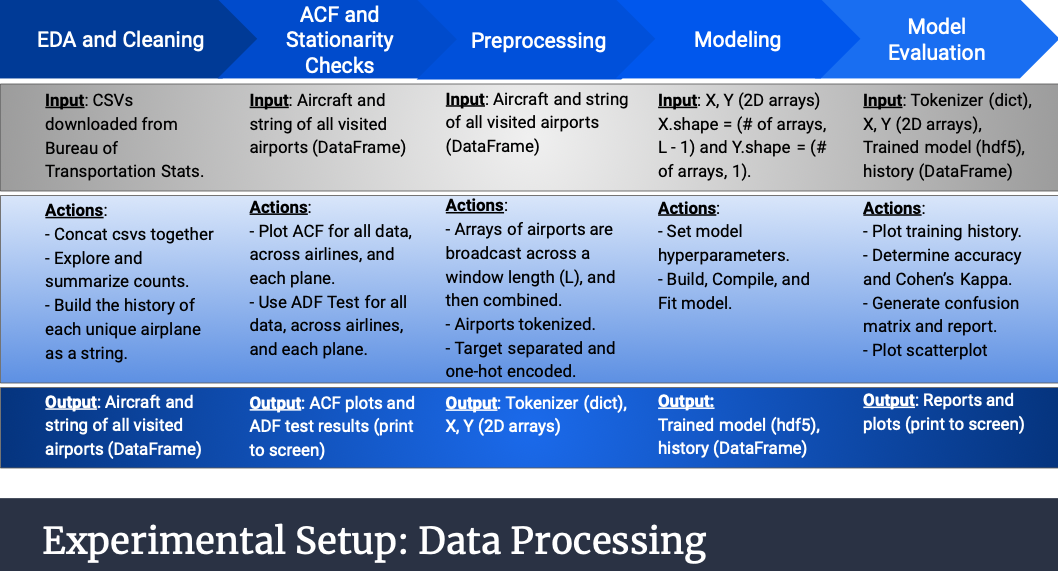 EDA and Cleaning
ACF and
Stationarity
Checks
Preprocessing
Modeling
Model
Evaluation
Input: CSVs
downloaded from
Bureau of
Transportation Stats.
Input: Aircraft and
string of all visited
airports (DataFrame)
Input: Aircraft and string
of all visited airports
(DataFrame)
Input: X, Y (2D arrays)
X.shape = (# of arrays,
L - 1) and Y.shape = (#
of arrays, 1).
Input: Tokenizer (dict),
X, Y (2D arrays),
Trained model (hdf5),
history (DataFrame)
Actions:
- Concat csvs together
- Explore and
summarize counts.
- Build the history of
each unique airplane
as a string.
Actions:
- Plot ACF for all data,
across airlines, and
each plane.
- Use ADF Test for all
data, across airlines,
and each plane.
Actions:
- Arrays of airports are
broadcast across a
window length (L), and
then combined.
- Airports tokenized.
- Target separated and
one-hot encoded.
Actions:
- Set model
hyperparameters.
- Build, Compile, and
Fit model.
Actions:
- Plot training history.
- Determine accuracy
and Cohen's Kappa.
- Generate confusion
matrix and report.
- Plot scatterplot
Output: Aircraft and
string of all visited
airports (DataFrame)
Output: ACF plots and
ADF test results (print
to screen)
Output: Tokenizer (dict),
X, Y (2D arrays)
Output:
Trained model (hdf5),
history (DataFrame)
Output: Reports and
plots (print to screen)
Experimental Setup: Data Processing